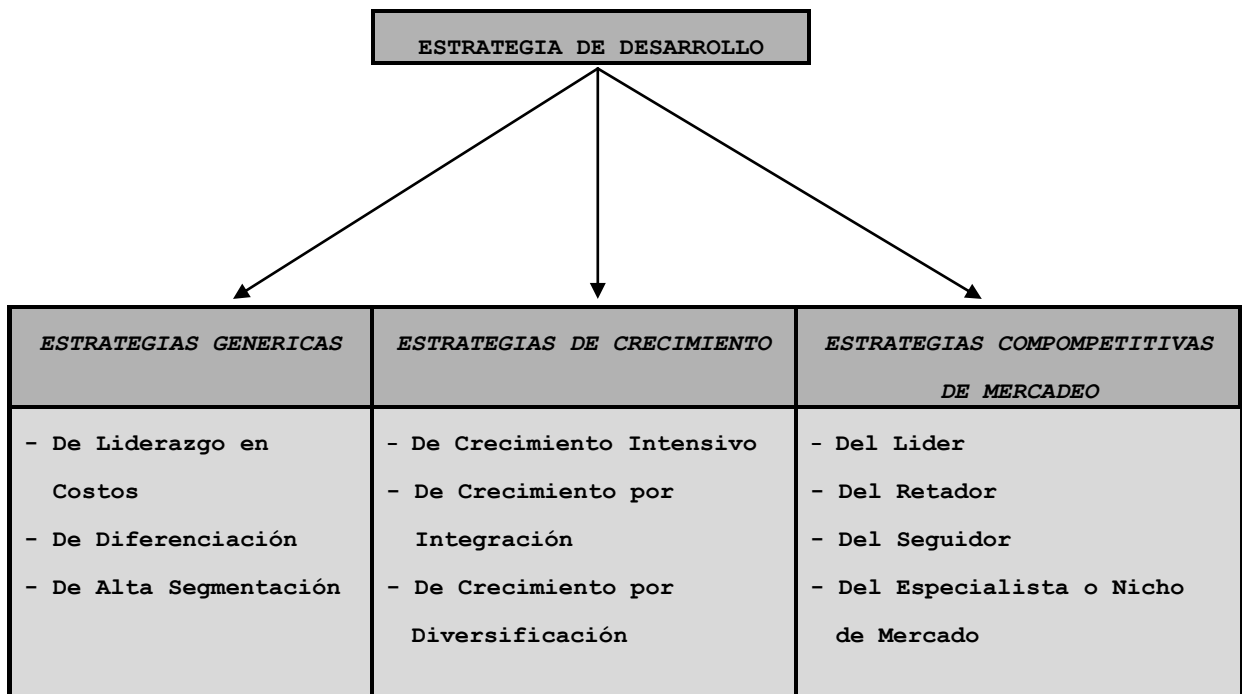 ESTRATEGIA DE DESARROLLO
ESTRATEGIAS GENERICAS
- De Liderazgo en
Costos
- De Diferenciación
- De Alta Segmentación
ESTRATEGIAS DE CRECIMIENTO
- De Crecimiento Intensivo
- De Crecimiento por
Integración
- De Crecimiento por
Diversificación
ESTRATEGIAS COMPOMPETITIVAS
DE MERCADEO
- Del Lider
- Del Retador
- Del Seguidor
- Del Especialista o Nicho
de Mercado